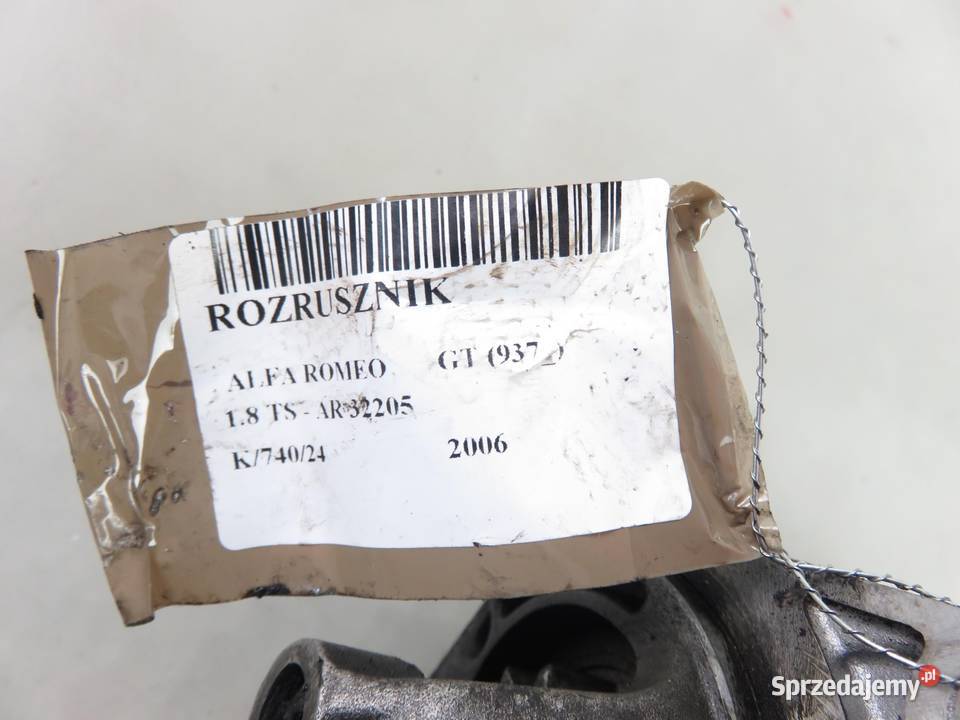 ROZRUSZNIK
ALFA ROMEO GT (937_)
1.8 TS - AR 32205
K/740/24 2006
Sprzedajemy.pl